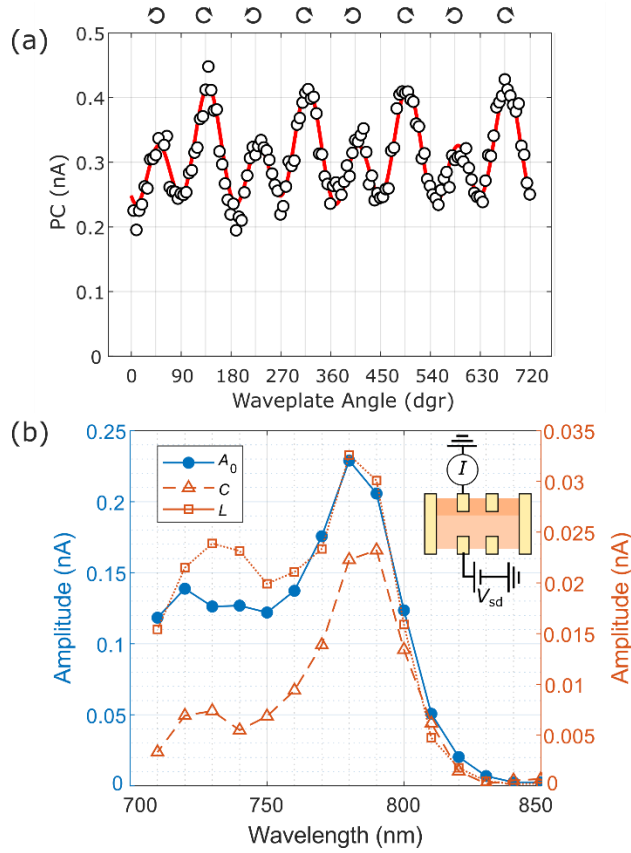 (a)
0.5
0.4
0.3
0.2
0.1
0
PC (nA)
0 90 180 270 360 450 540 630 720
Waveplate Angle (dgr)
(b)
0.25
0.2
0.15
0.1
0.05
0
Amplitude (nA)
A₀
C
L
I
Vsd
0.035
0.03
0.025
0.02
0.015
0.01
0.005
0
Amplitude (nA)
700 750 800 850
Wavelength (nm)